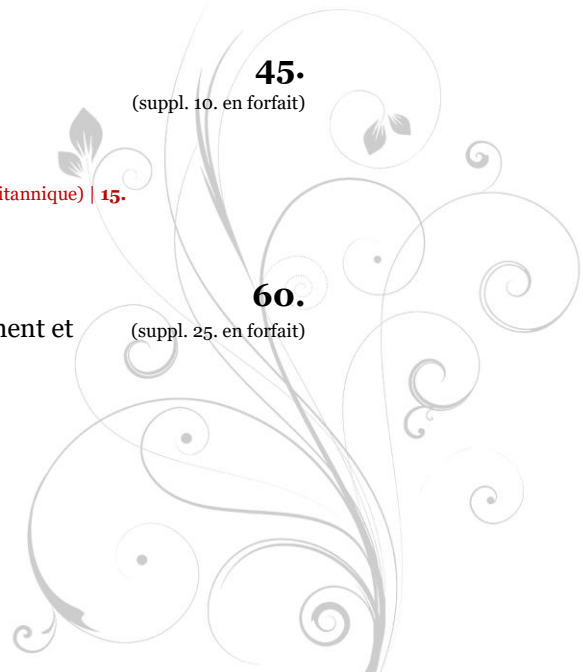 45.
(suppl. 10. en forfait)
itannique) | 15.
60.
ment et (suppl. 25. en forfait)